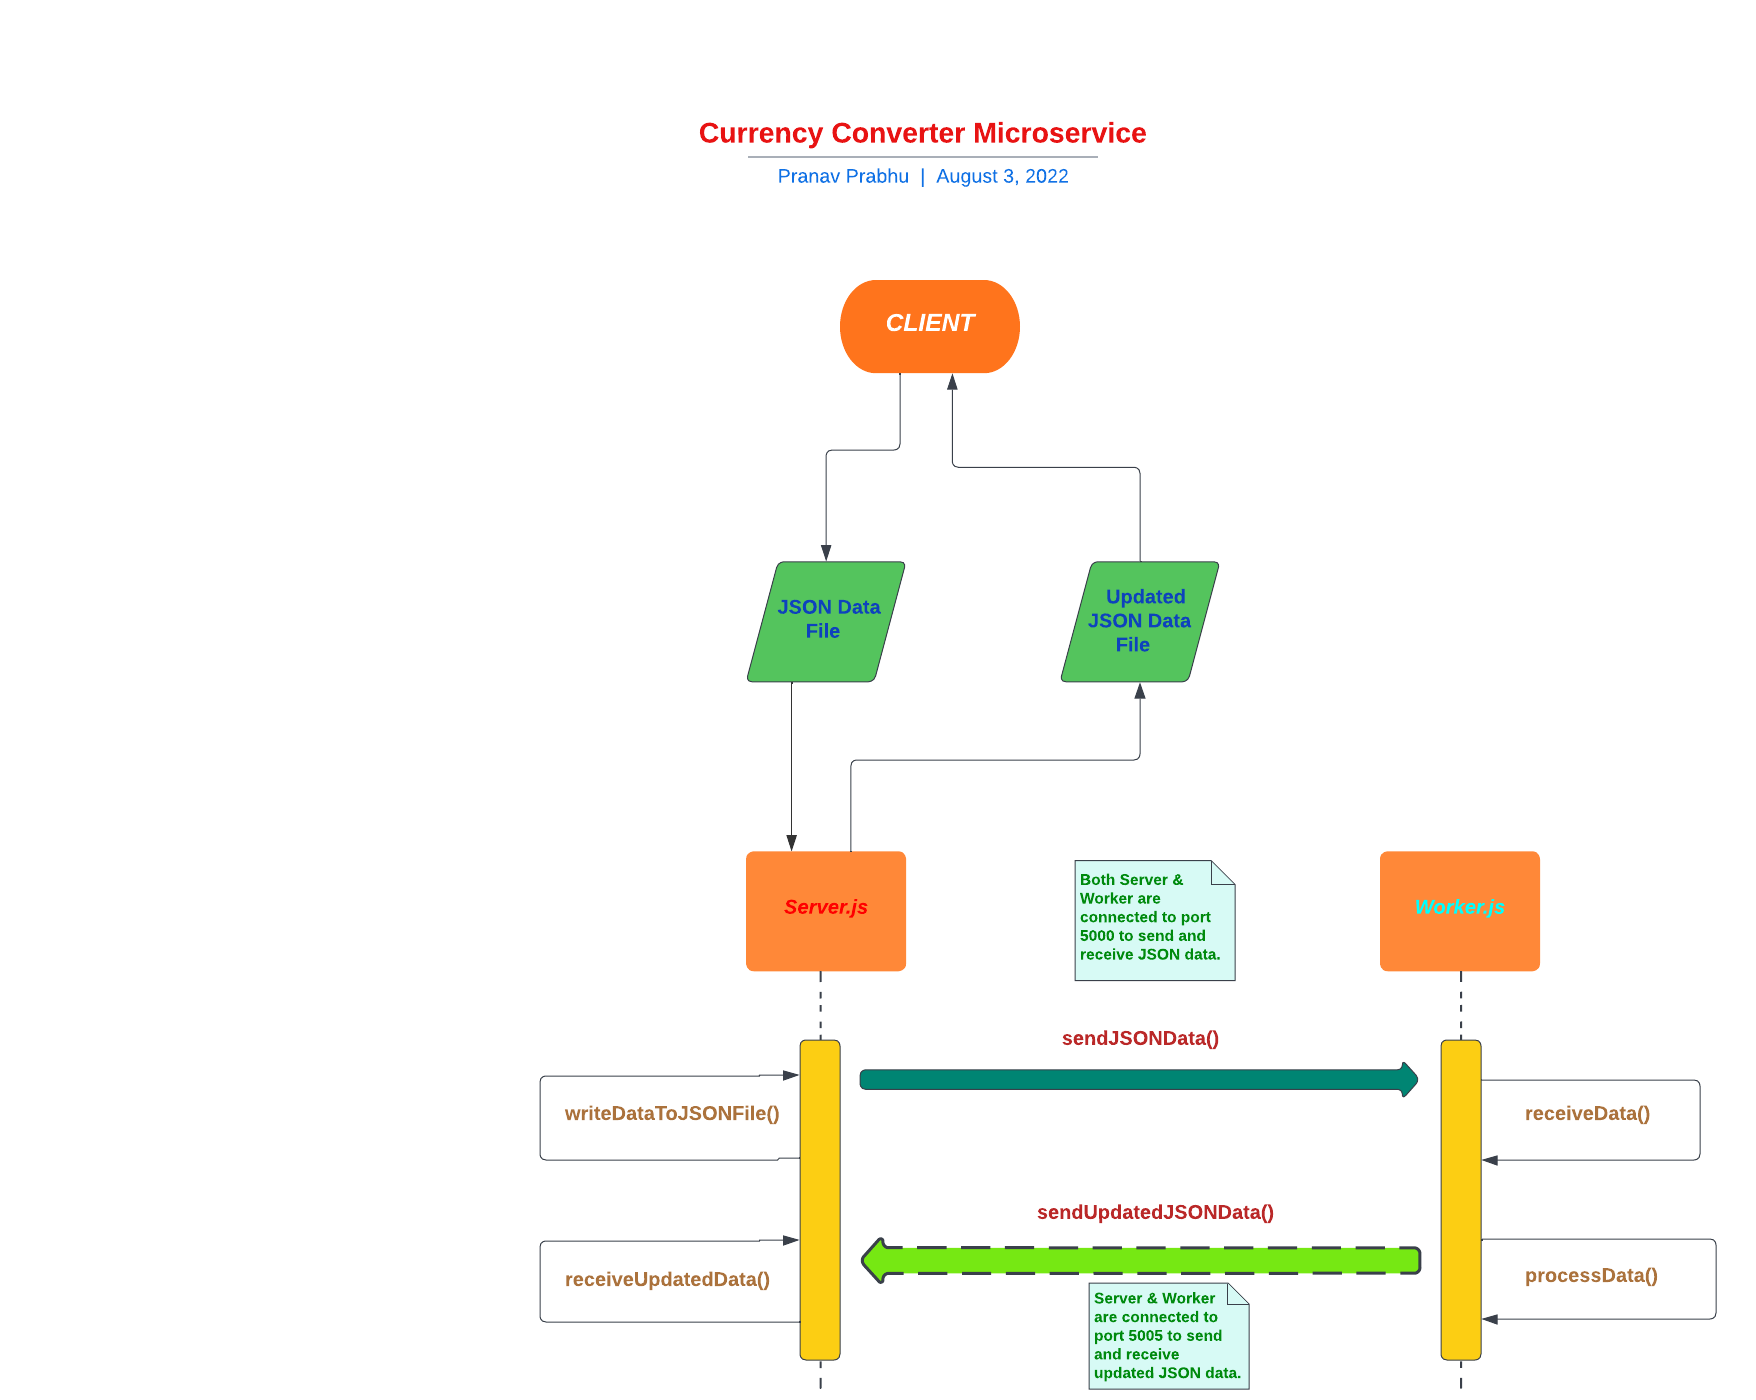 Currency Converter Microservice
Pranav Prabhu | August 3, 2022
CLIENT
JSON Data
File
Updated
JSON Data
File
Server.js
Both Server &
Worker are
connected to port
5000 to send and
receive JSON data.
Worker.js
sendJSONData()
writeDataToJSONFile()
receiveData()
sendUpdatedJSONData()
receiveUpdatedData()
processData()
Server & Worker
are connected to
port 5005 to send
and receive
updated JSON data.